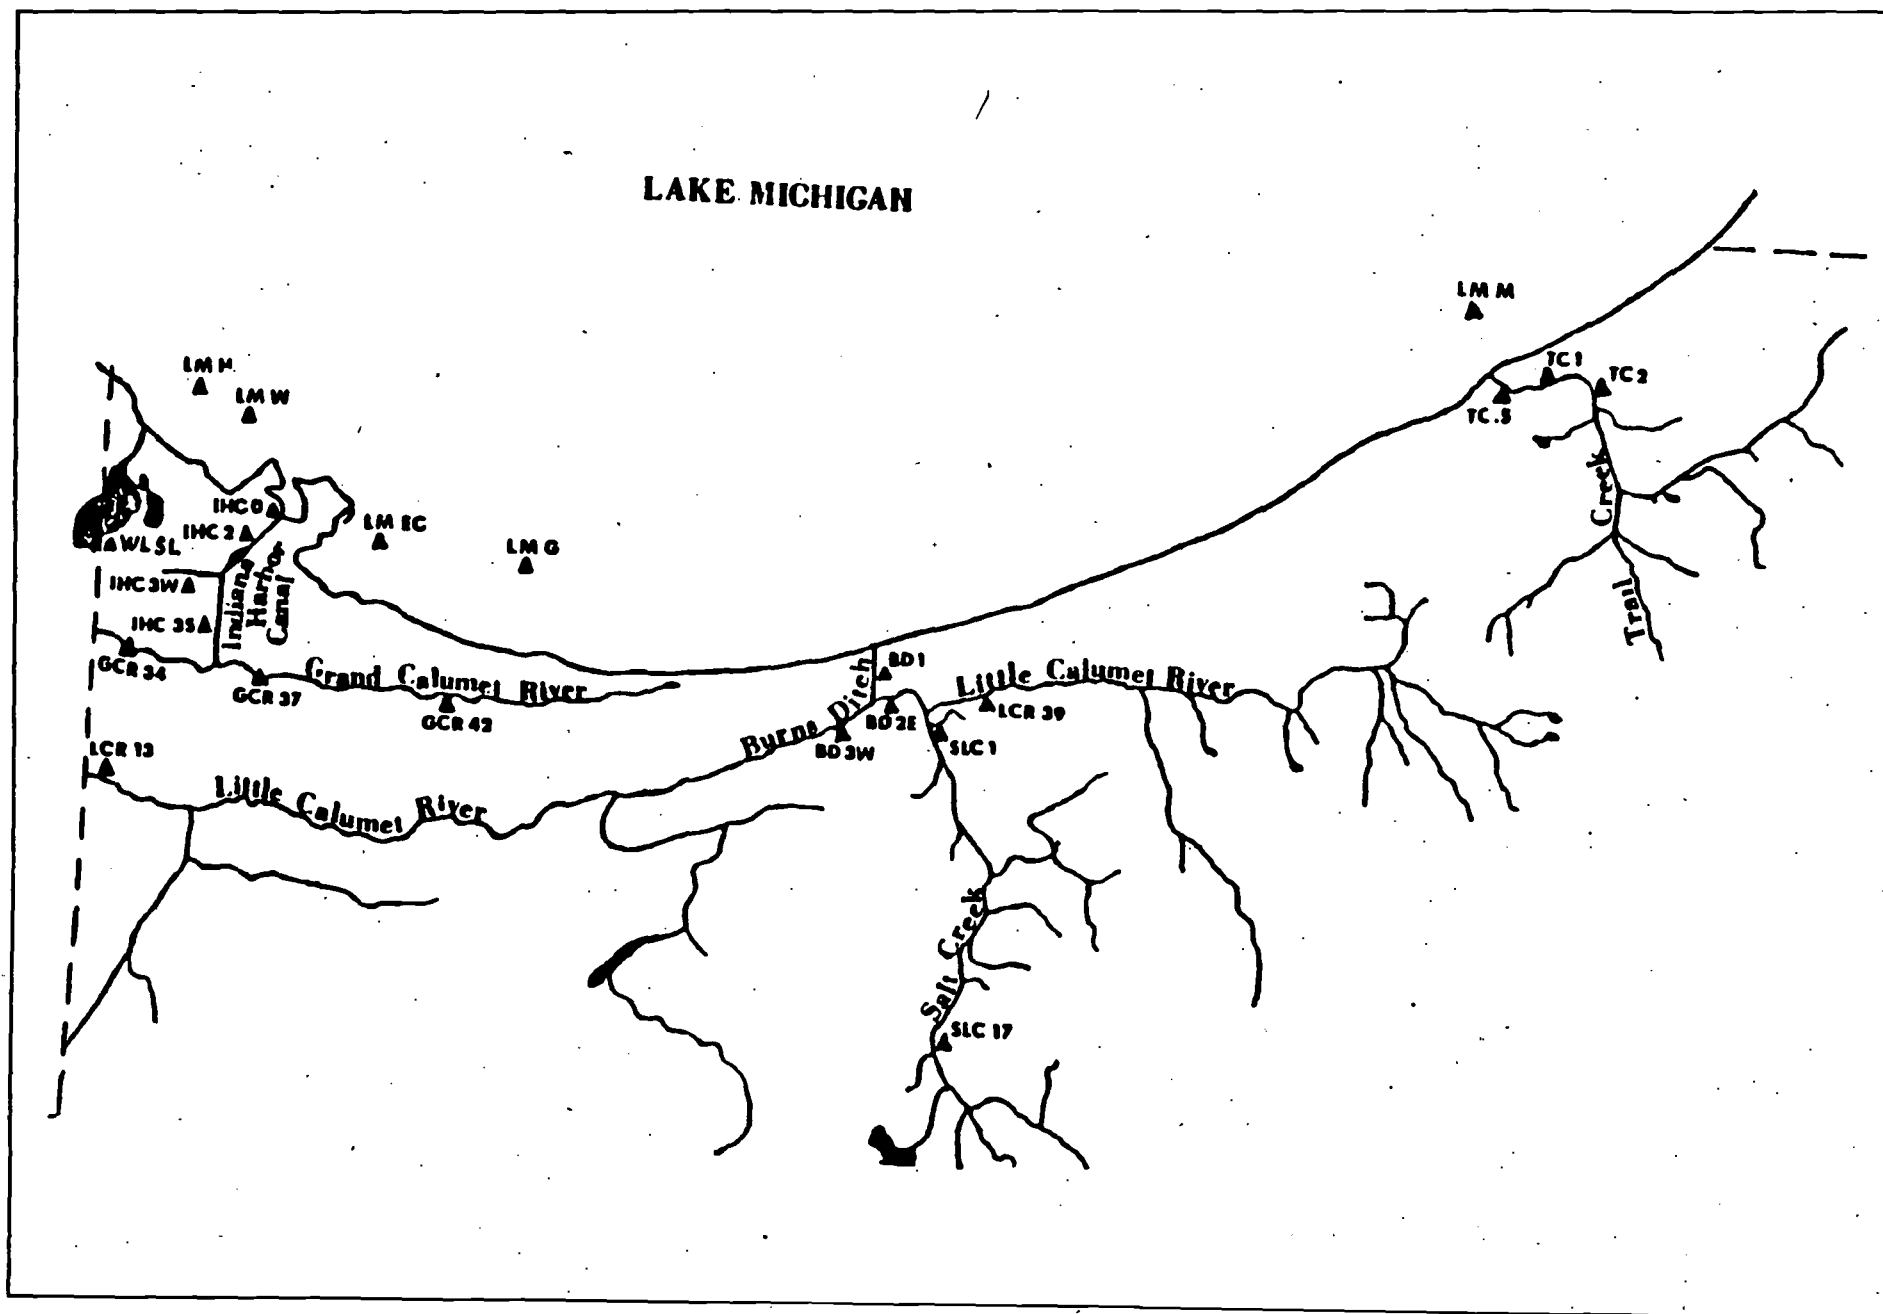 LAKE MICHIGAN
LM M
LM H
LM W
TC 1
TC 2
TC .5
IHC 0
IHC 2
LM EC
LM G
WLSL
IHC 3W
IHC 3S
Indiana
Harbor
Canal
Trail Creek
GCR 34
GCR 37
Grand Calumet River
GCR 42
BD 1
Burns Ditch
BD 2E
BD 3W
Little Calumet River
LCR 39
SLC 1
LCR 13
Little Calumet River
Salt Creek
SLC 17